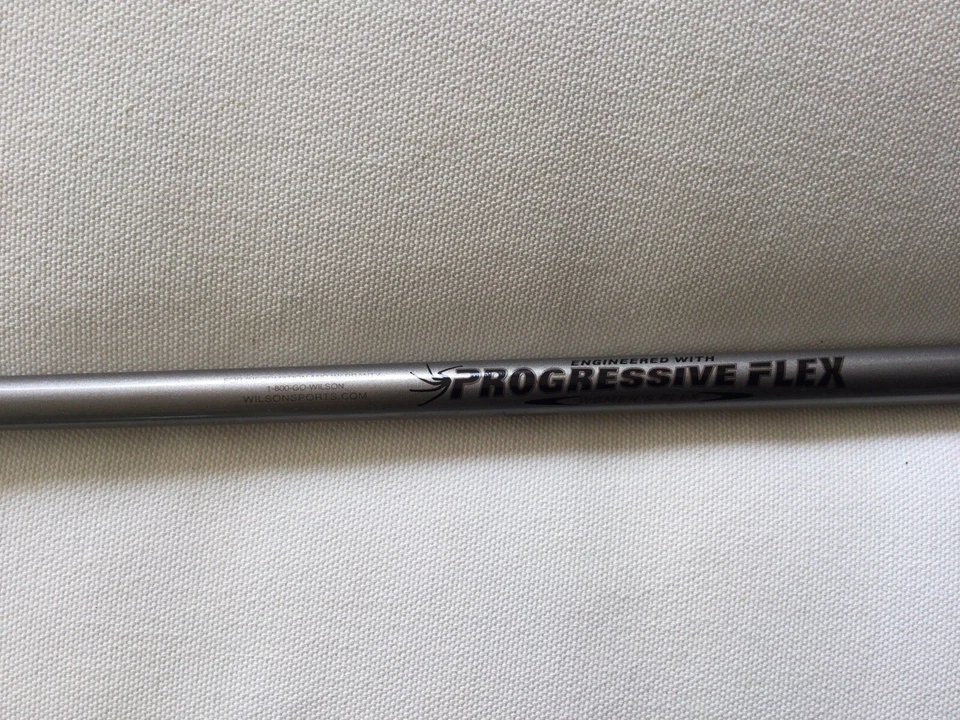 1-800-GO-WILSON
WILSONSPORTS.COM
ENGINEERED WITH
PROGRESSIVE FLEX